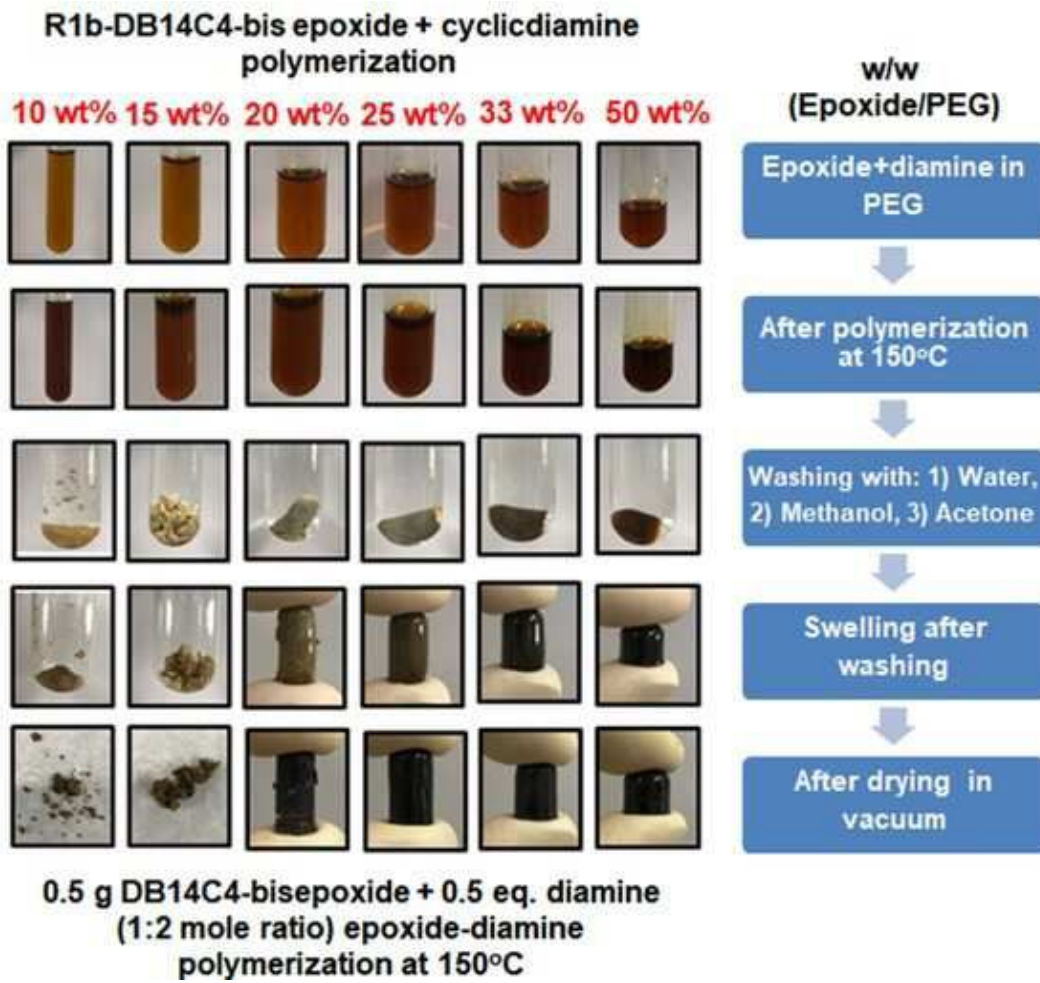 R1b-DB14C4-bis epoxide + cyclicdiamine
polymerization
10 wt% 15 wt% 20 wt% 25 wt% 33 wt% 50 wt%
w/w
(Epoxide/PEG)
Epoxide+diamine in
PEG
After polymerization
at 150°C
Washing with: 1) Water,
2) Methanol, 3) Acetone
Swelling after
washing
After drying in
vacuum
0.5 g DB14C4-bisepoxide + 0.5 eq. diamine
(1:2 mole ratio) epoxide-diamine
polymerization at 150°C